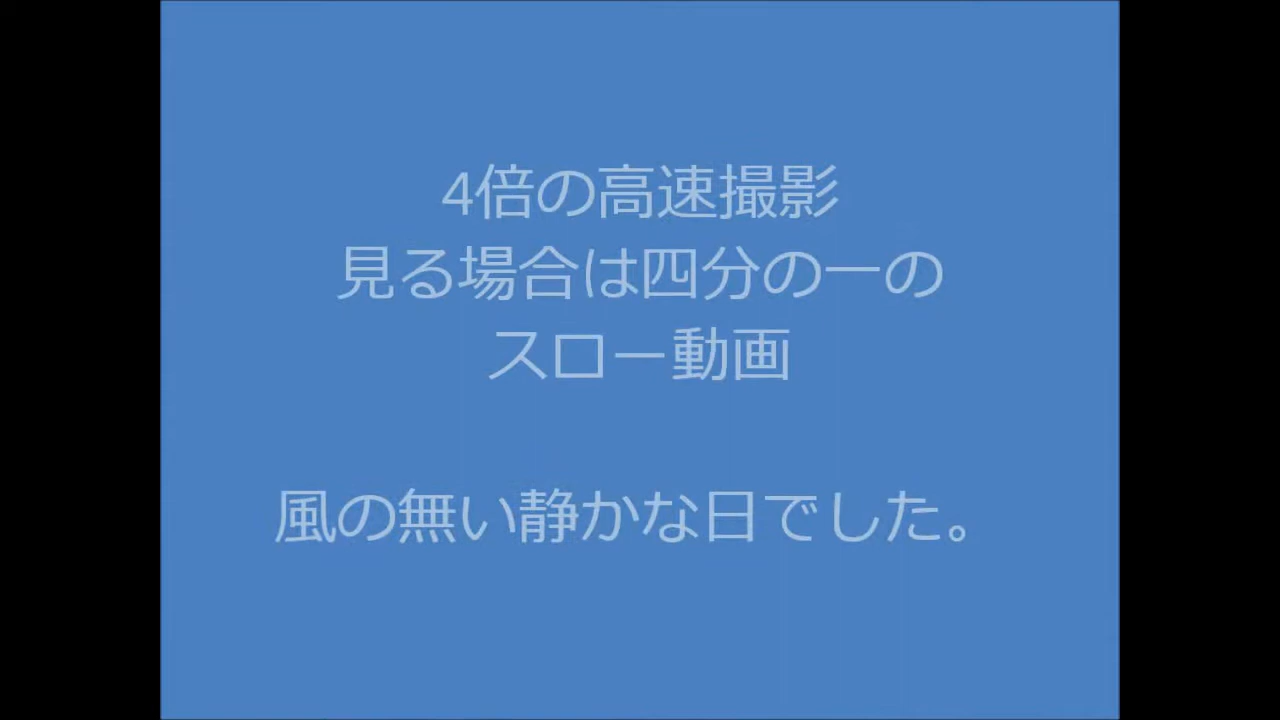 4倍の高速撮影
見る場合は四分の一の
スロー動画
風の無い静かな日でした。